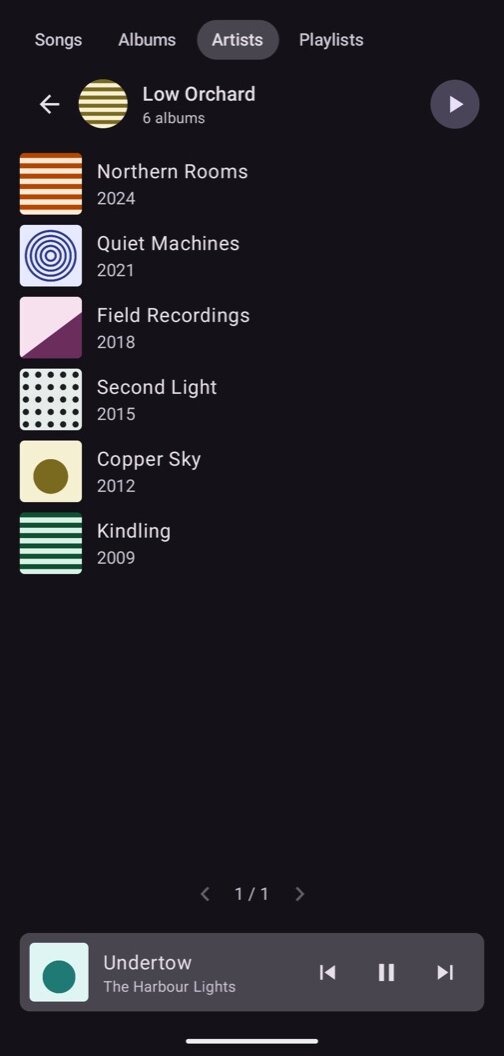 Songs
Albums
Artists
Playlists
Low Orchard
6 albums
Northern Rooms
2024
Quiet Machines
2021
Field Recordings
2018
Second Light
2015
Copper Sky
2012
Kindling
2009
1 / 1
Undertow
The Harbour Lights